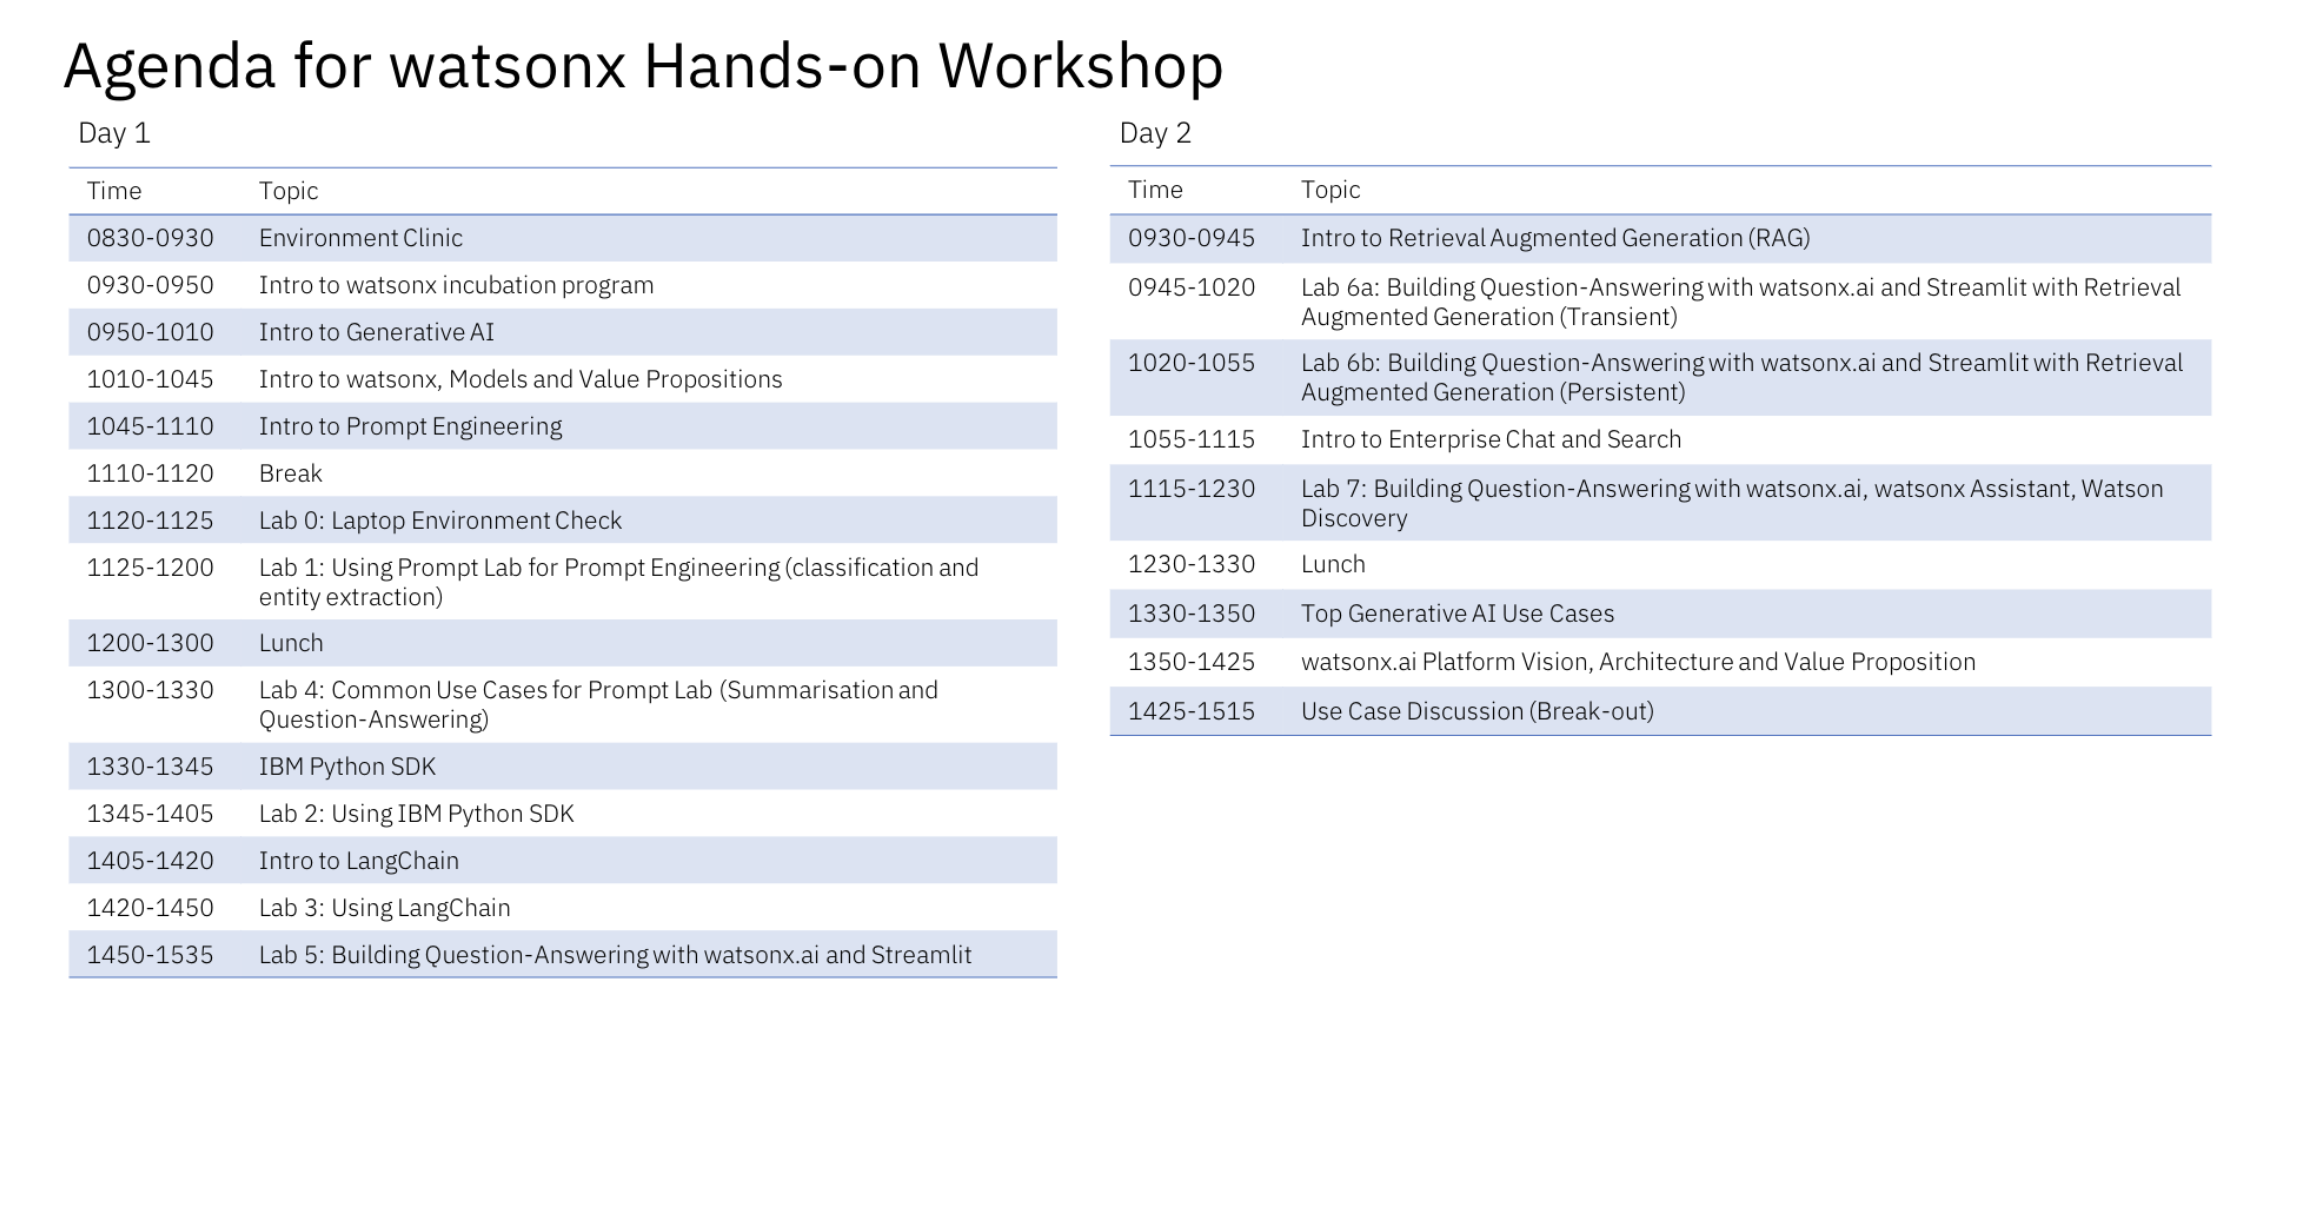 Agenda for watsonx Hands-on Workshop
Day 1
Time Topic
0830-0930 Environment Clinic
0930-0950 Intro to watsonx incubation program
0950-1010 Intro to Generative AI
1010-1045 Intro to watsonx, Models and Value Propositions
1045-1110 Intro to Prompt Engineering
1110-1120 Break
1120-1125 Lab 0: Laptop Environment Check
1125-1200 Lab 1: Using Prompt Lab for Prompt Engineering (classification and
entity extraction)
1200-1300 Lunch
1300-1330 Lab 4: Common Use Cases for Prompt Lab (Summarisation and
Question-Answering)
1330-1345 IBM Python SDK
1345-1405 Lab 2: Using IBM Python SDK
1405-1420 Intro to LangChain
1420-1450 Lab 3: Using LangChain
1450-1535 Lab 5: Building Question-Answering with watsonx.ai and Streamlit
Day 2
Time Topic
0930-0945 Intro to Retrieval Augmented Generation (RAG)
0945-1020 Lab 6a: Building Question-Answering with watsonx.ai and Streamlit with Retrieval
Augmented Generation (Transient)
1020-1055 Lab 6b: Building Question-Answering with watsonx.ai and Streamlit with Retrieval
Augmented Generation (Persistent)
1055-1115 Intro to Enterprise Chat and Search
1115-1230 Lab 7: Building Question-Answering with watsonx.ai, watsonx Assistant, Watson
Discovery
1230-1330 Lunch
1330-1350 Top Generative AI Use Cases
1350-1425 watsonx.ai Platform Vision, Architecture and Value Proposition
1425-1515 Use Case Discussion (Break-out)